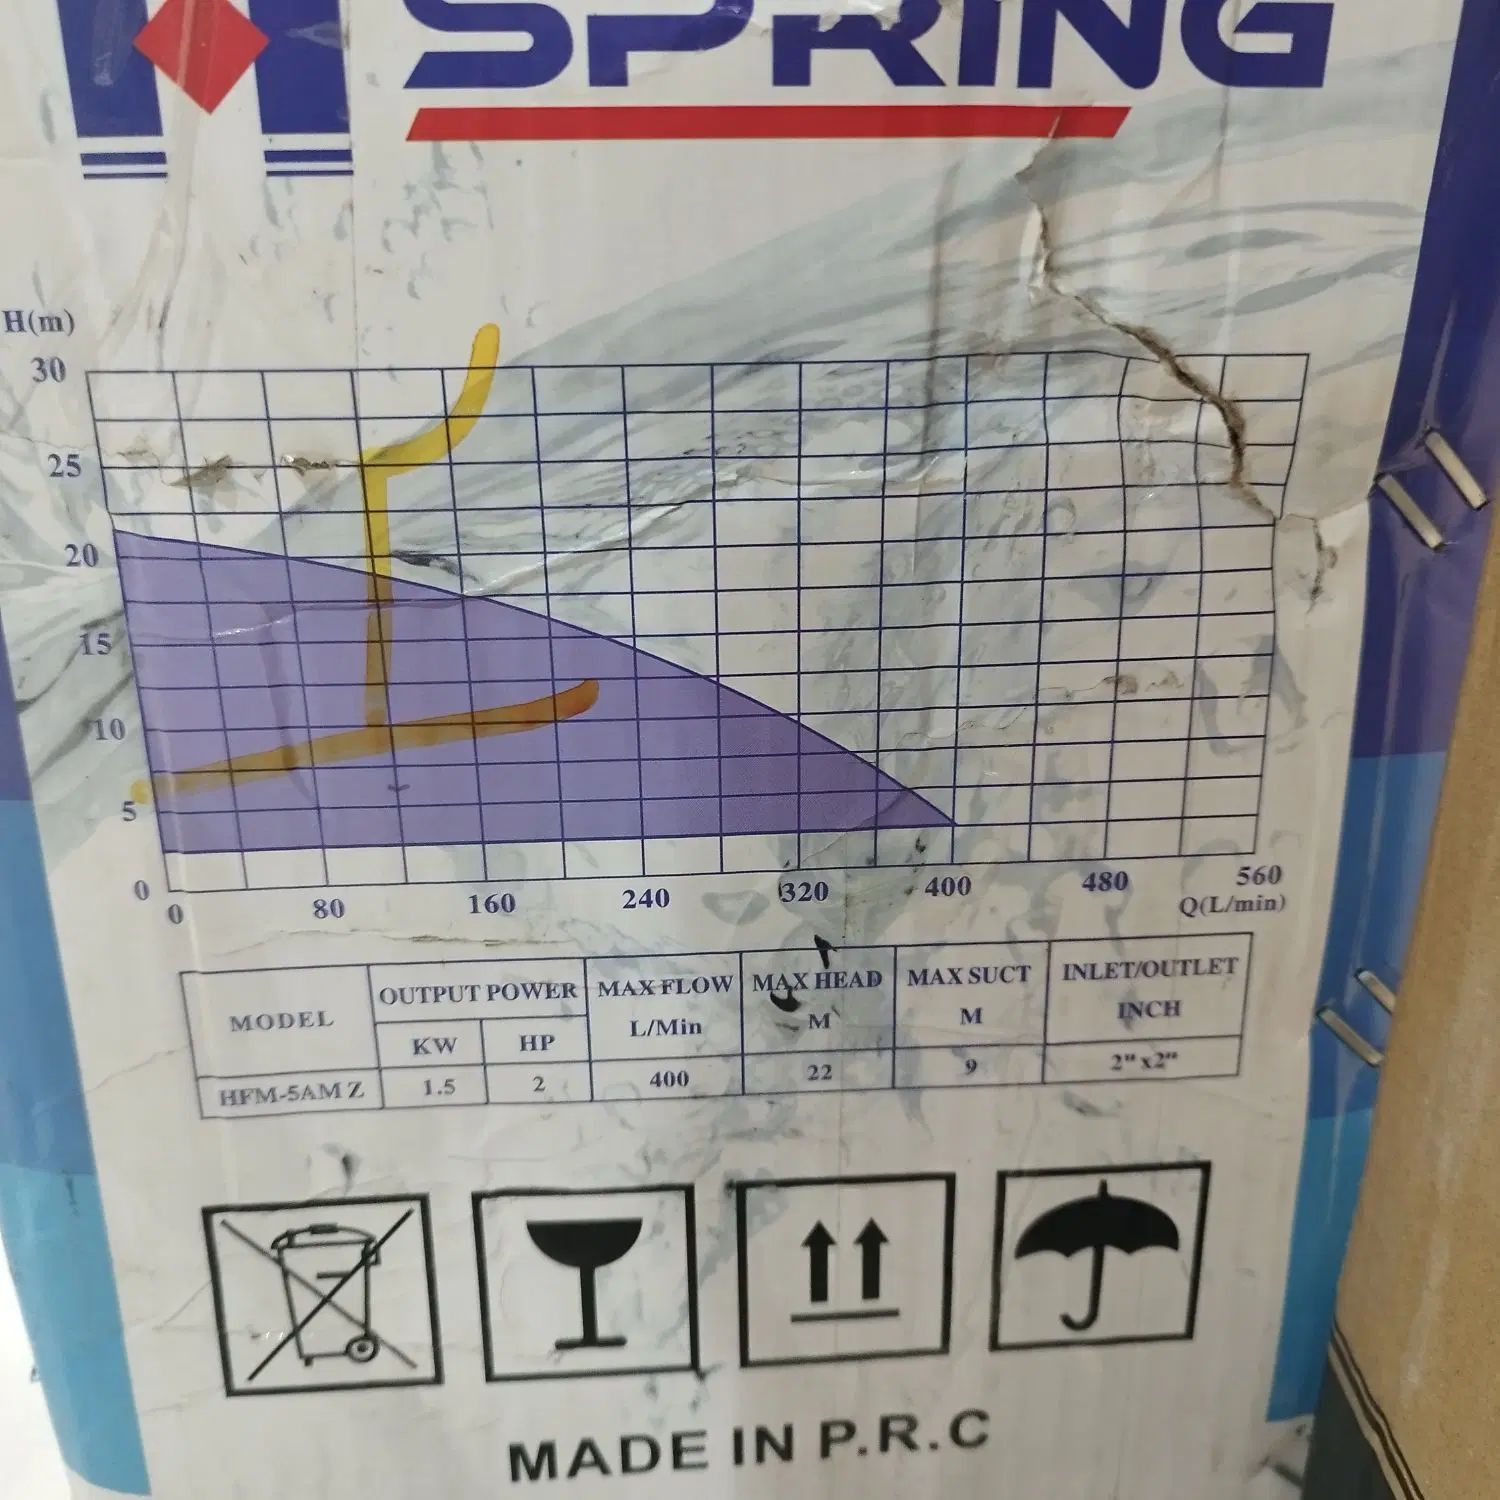 SPRING
H(m)
30
25
20
15
10
5
0
0 80 160 240 320 400 480 560
Q(L/min)
MODEL OUTPUT POWER MAX FLOW MAX HEAD MAX SUCT INLET/OUTLET
KW HP L/Min M M INCH
HFM-5AM Z 1.5 2 400 22 9 2" x2"
MADE IN P.R.C